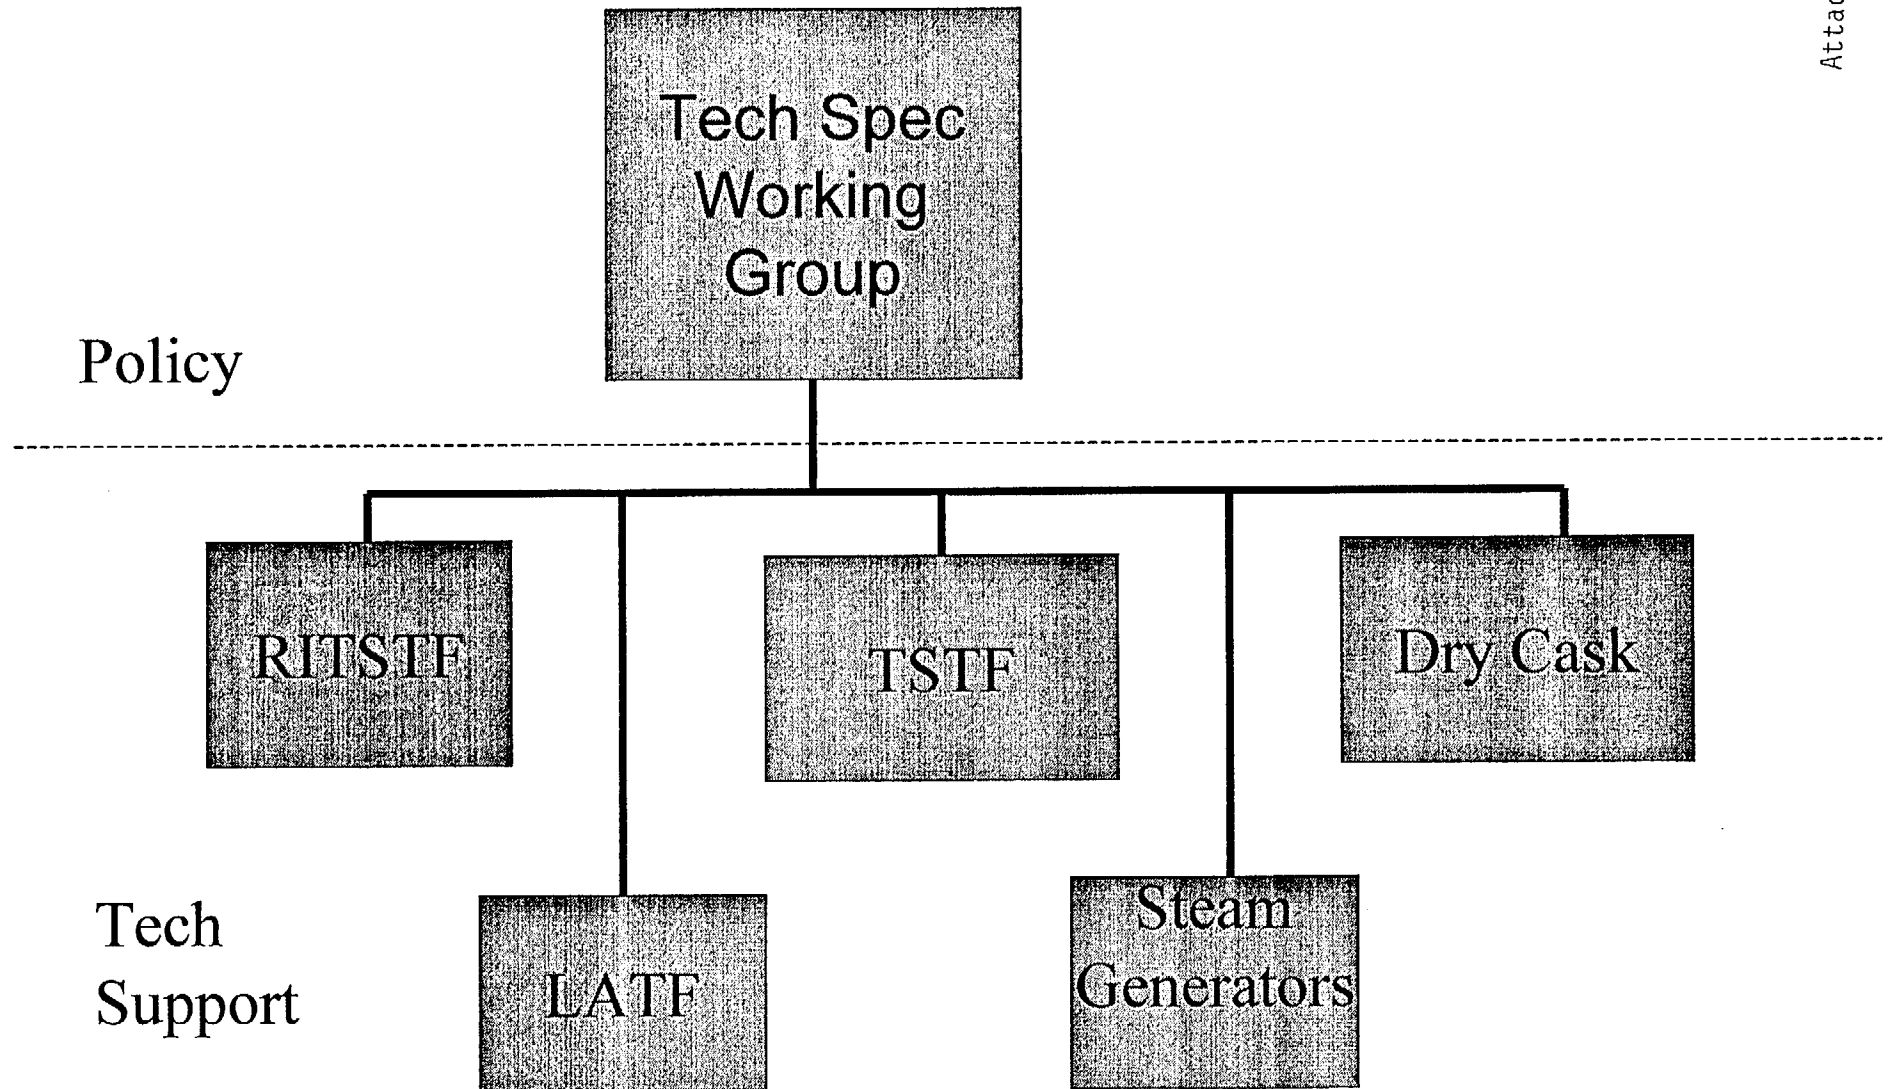 Tech Spec
Working
Group
Policy
RITSTF
TSTF
Dry Cask
Tech
Support
LATF
Steam
Generators